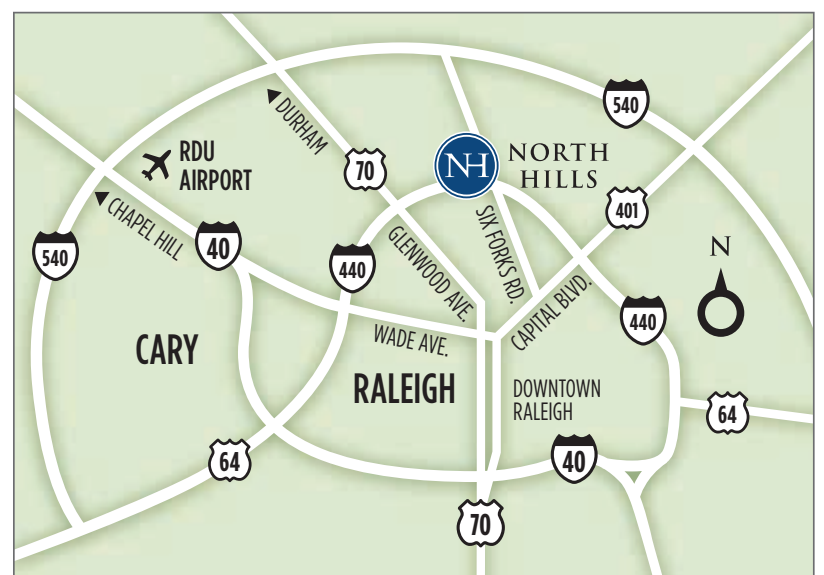 540
DURHAM
RDU
AIRPORT
70
NH
NORTH
HILLS
401
CHAPEL HILL
40
540
440
GLENWOOD AVE.
SIX FORKS RD.
N
CAPITAL BLVD.
440
WADE AVE.
CARY
RALEIGH
DOWNTOWN
RALEIGH
64
64
40
70